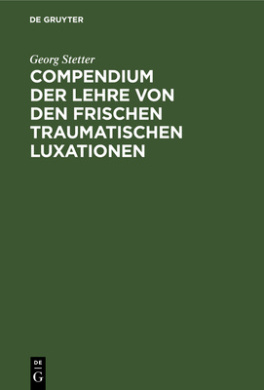 DE GRUYTER
Georg Stetter
COMPENDIUM
DER LEHRE VON
DEN FRISCHEN
TRAUMATISCHEN
LUXATIONEN
DE
G